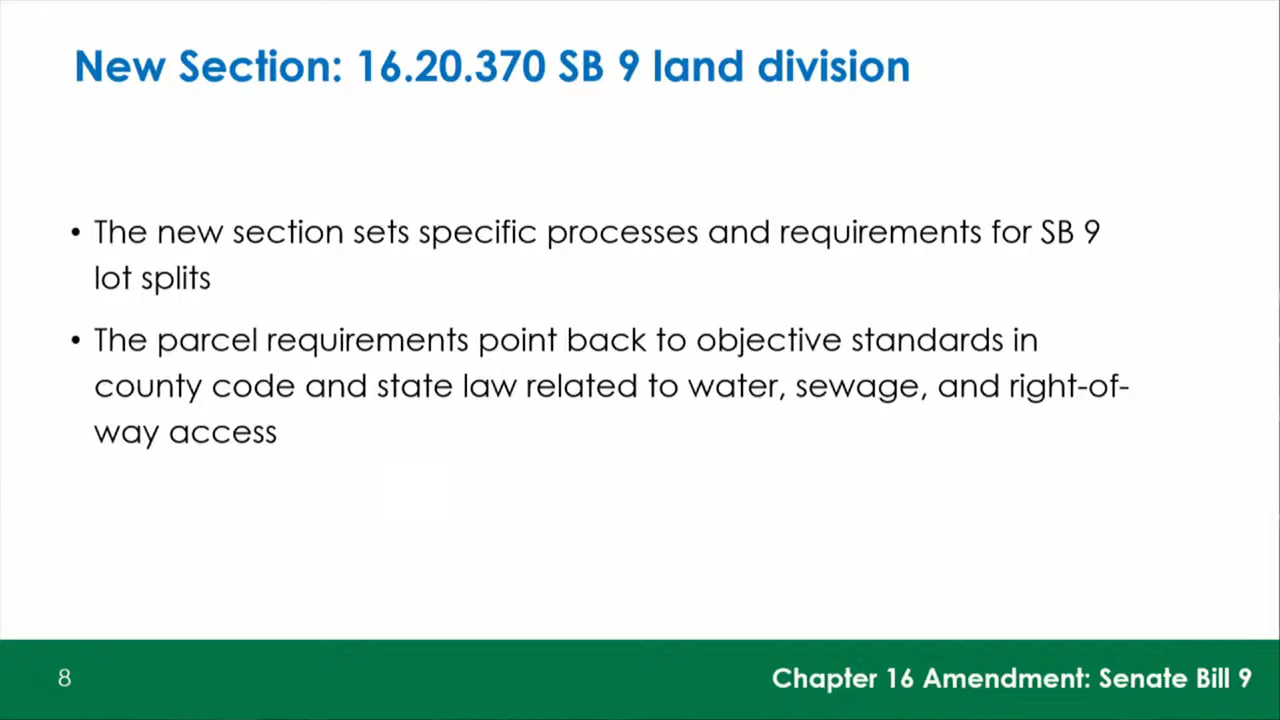 New Section: 16.20.370 SB 9 land division
• The new section sets specific processes and requirements for SB 9
lot splits
• The parcel requirements point back to objective standards in
county code and state law related to water, sewage, and right-of-
way access
8
Chapter 16 Amendment: Senate Bill 9